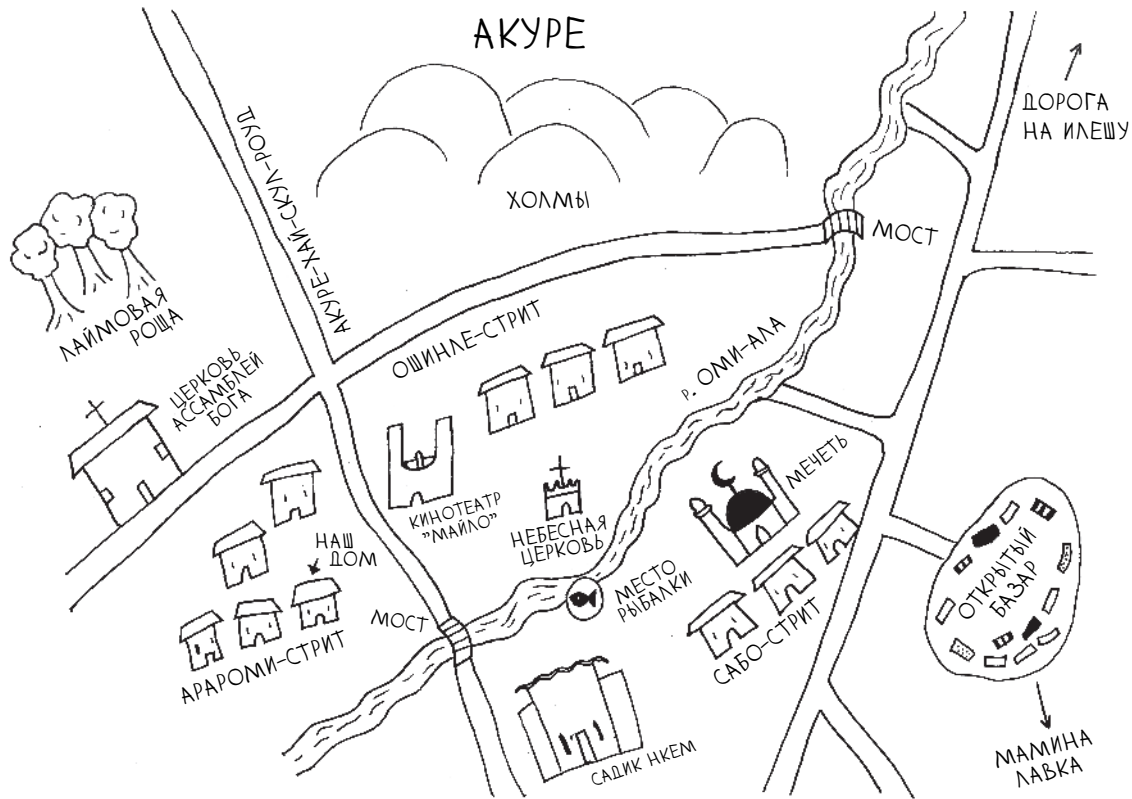 АКУРЕ
ДОРОГА
НА ИЛЕШУ
АКУРЕ-ХАЙ-СКУЛ-РОУД
ХОЛМЫ
МОСТ
ЛАЙМОВАЯ
РОЩА
ОШИНЛЕ-СТРИТ
р. ОМИ-АЛА
ЦЕРКОВЬ
АССАМБЛЕЙ
БОГА
МЕЧЕТЬ
КИНОТЕАТР
"МАЙЛО"
НЕБЕСНАЯ
ЦЕРКОВЬ
НАШ
ДОМ
МЕСТО
РЫБАЛКИ
ОТКРЫТЫЙ
БАЗАР
МОСТ
САБО-СТРИТ
АРАРОМИ-СТРИТ
САДИК НКЕМ
МАМИНА
ЛАВКА